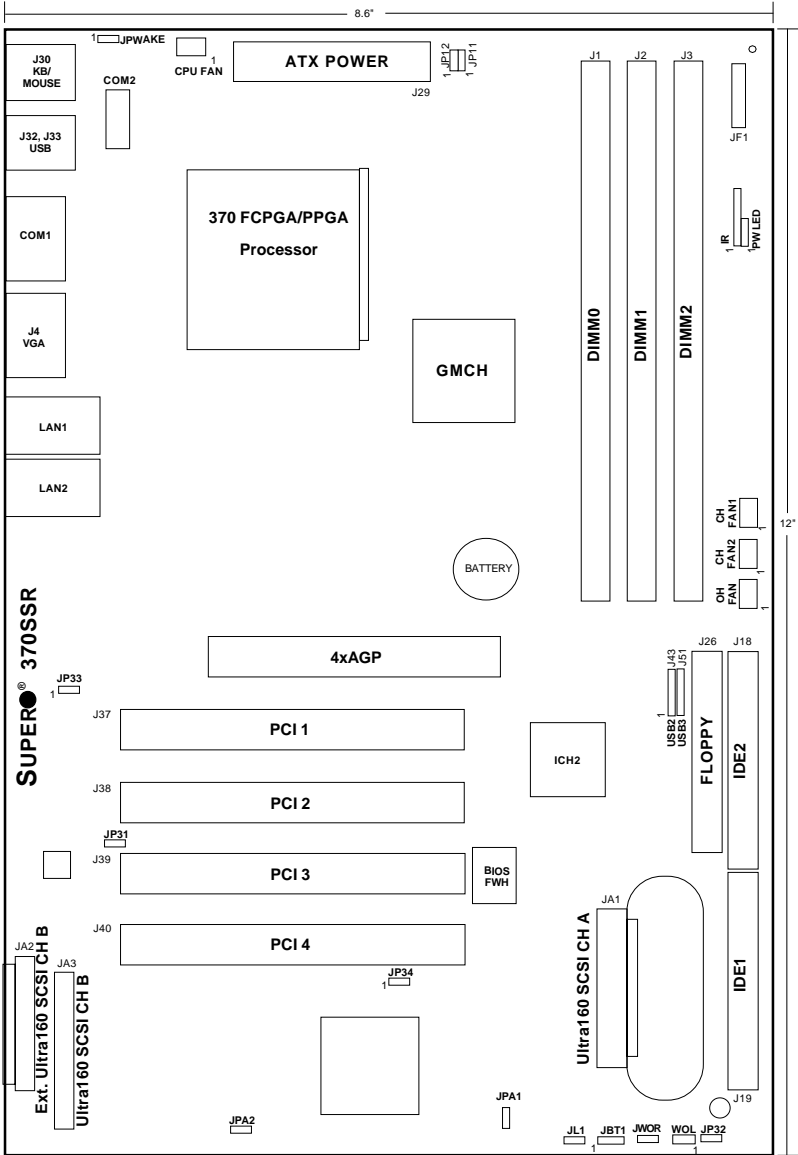 8.6"
1 JPWAKE
J30
KB/
MOUSE
CPU FAN
1
ATX POWER
J29
1 JP12
1 JP11
J1
J2
J3
JF1
COM2
J32, J33
USB
370 FCPGA/PPGA
Processor
COM1
IR
1
PW LED
1
J4
VGA
GMCH
DIMM0
DIMM1
DIMM2
LAN1
LAN2
CH
FAN1
1
12"
CH
FAN2
1
OH
FAN
1
BATTERY
SUPER® 370SSR
4xAGP
JP33
1
J43
J51
1
USB2
USB3
J26
FLOPPY
J18
IDE2
J37
PCI 1
ICH2
J38
PCI 2
JP31
J39
PCI 3
BIOS
FWH
J40
PCI 4
JA1
Ultra160 SCSI CH A
IDE1
J19
JA2
Ext. Ultra160 SCSI CH B
JA3
Ultra160 SCSI CH B
JP34
1
JPA2
JPA1
JL1
JBT1
1
JWOR
WOL
1
JP32